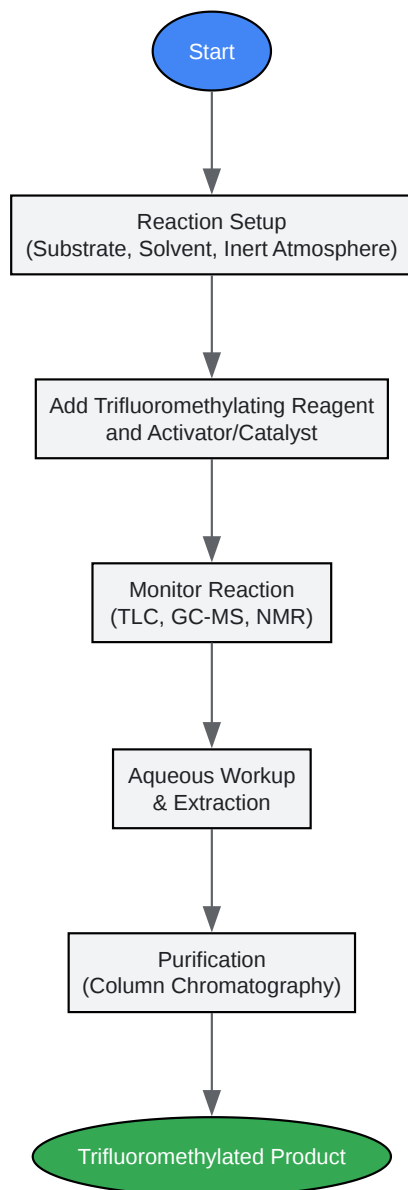 Start
Reaction Setup
(Substrate, Solvent, Inert Atmosphere)
Add Trifluoromethylating Reagent
and Activator/Catalyst
Monitor Reaction
(TLC, GC-MS, NMR)
Aqueous Workup
& Extraction
Purification
(Column Chromatography)
Trifluoromethylated Product